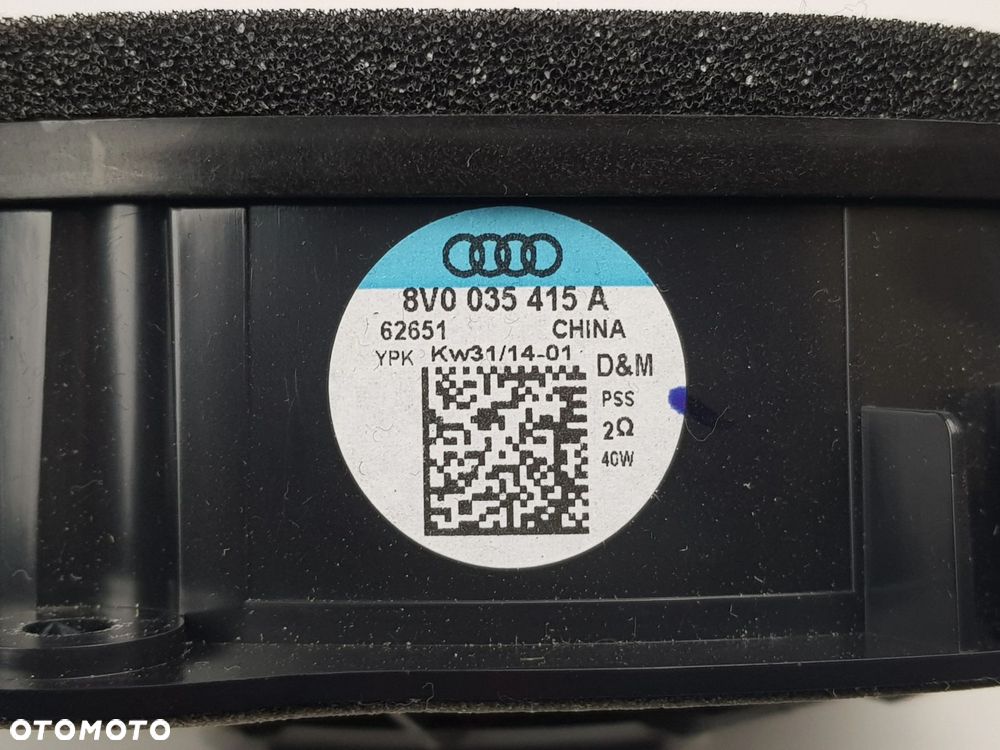 8V0 035 415 A
62651 CHINA
YPK Kw31/14-01
D&M
PSS
2Ω
40W
OTOMOTO